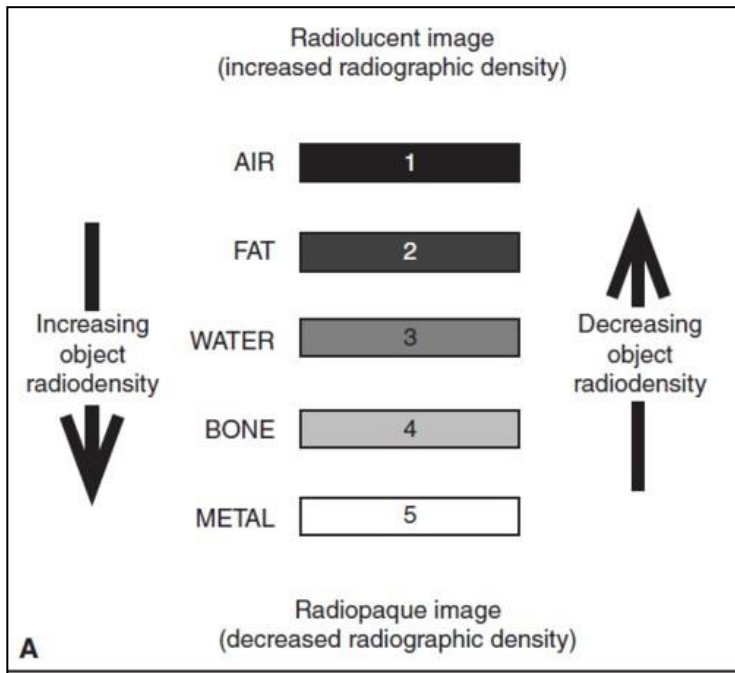 Radiolucent image
(increased radiographic density)
AIR
1
FAT
2
Increasing
object
radiodensity
WATER
3
Decreasing
object
radiodensity
BONE
4
METAL
5
Radiopaque image
(decreased radiographic density)
A